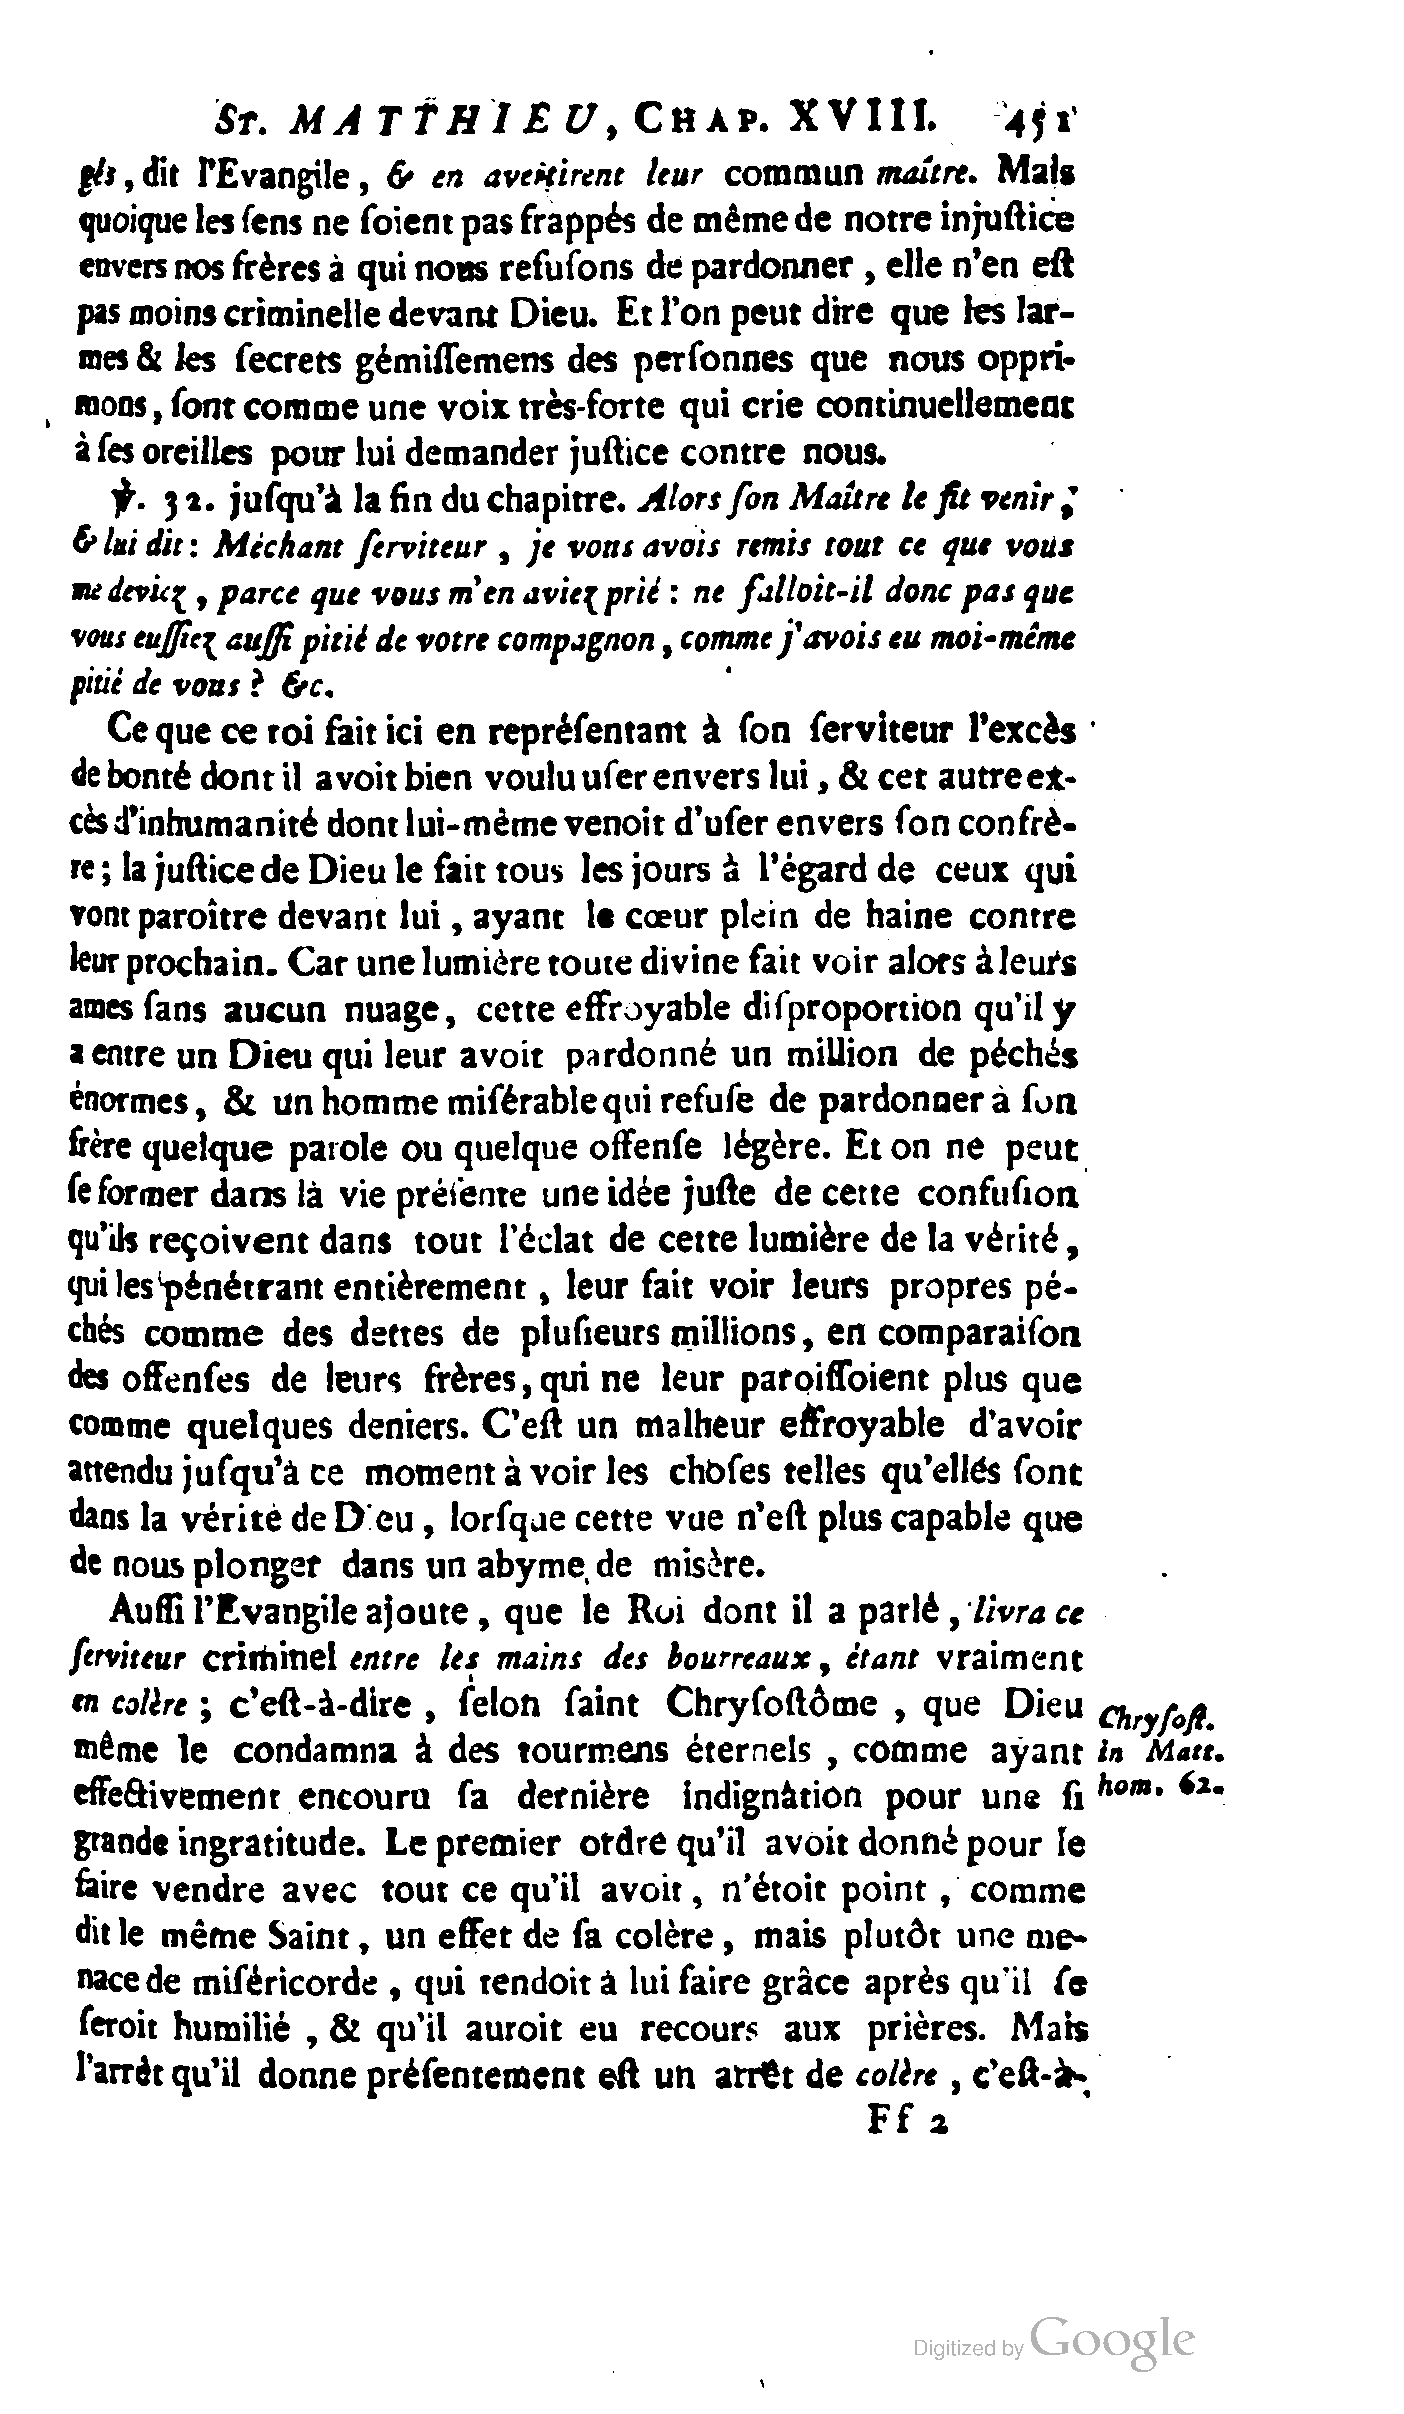 St. MATTHIEU, CHAP. XVIII. 451
gés, dit l'Evangile, & en avertirent leur commun maître. Mais
quoique les ſens ne ſoient pas frappés de même de notre injuſtice
envers nos frères à qui nous refuſons de pardonner, elle n'en eſt
pas moins criminelle devant Dieu. Et l'on peut dire que les lar-
mes & les ſecrets gémiſſemens des perſonnes que nous oppri-
mons, ſont comme une voix très-forte qui crie continuellement
à ſes oreilles pour lui demander juſtice contre nous.
℣. 32. juſqu'à la fin du chapitre. Alors ſon Maître le fit venir,
& lui dit: Méchant ſerviteur, je vous avois remis tout ce que vous
me deviez, parce que vous m'en aviez prié: ne falloit-il donc pas que
vous euſſiez auſſi pitié de votre compagnon, comme j'avois eu moi-même
pitié de vous? &c.
Ce que ce roi fait ici en repréſentant à ſon ſerviteur l'excès
de bonté dont il avoit bien voulu uſer envers lui, & cet autre ex-
cès d'inhumanité dont lui-même venoit d'uſer envers ſon confrè-
re; la juſtice de Dieu le fait tous les jours à l'égard de ceux qui
vont paroître devant lui, ayant le cœur plein de haine contre
leur prochain. Car une lumière toute divine fait voir alors à leurs
ames ſans aucun nuage, cette effroyable diſproportion qu'il y
a entre un Dieu qui leur avoit pardonné un million de péchés
énormes, & un homme miſérable qui refuſe de pardonner à ſon
frère quelque parole ou quelque offenſe légère. Et on ne peut
ſe former dans la vie préſente une idée juſte de cette confuſion
qu'ils reçoivent dans tout l'éclat de cette lumière de la vérité,
qui les pénétrant entièrement, leur fait voir leurs propres pé-
chés comme des dettes de pluſieurs millions, en comparaiſon
des offenſes de leurs frères, qui ne leur paroiſſoient plus que
comme quelques deniers. C'eſt un malheur effroyable d'avoir
attendu juſqu'à ce moment à voir les choſes telles qu'elles ſont
dans la vérité de Dieu, lorſque cette vue n'eſt plus capable que
de nous plonger dans un abyme de misère.
Auſſi l'Evangile ajoute, que le Roi dont il a parlé, livra ce
ſerviteur criminel entre les mains des bourreaux, étant vraiment
en colère; c'eſt-à-dire, ſelon ſaint Chryſoſtôme, que Dieu
même le condamna à des tourmens éternels, comme ayant
effectivement encouru ſa dernière indignation pour une ſi
grande ingratitude. Le premier ordre qu'il avoit donné pour le
faire vendre avec tout ce qu'il avoit, n'étoit point, comme
dit le même Saint, un effet de ſa colère, mais plutôt une me-
nace de miſéricorde, qui tendoit à lui faire grâce après qu'il ſe
ſeroit humilié, & qu'il auroit eu recours aux prières. Mais
l'arrêt qu'il donne préſentement eſt un arrêt de colère, c'eſt-à-
Chryſoſt.
in Matt.
hom. 62.
Ff 2
Digitized by Google